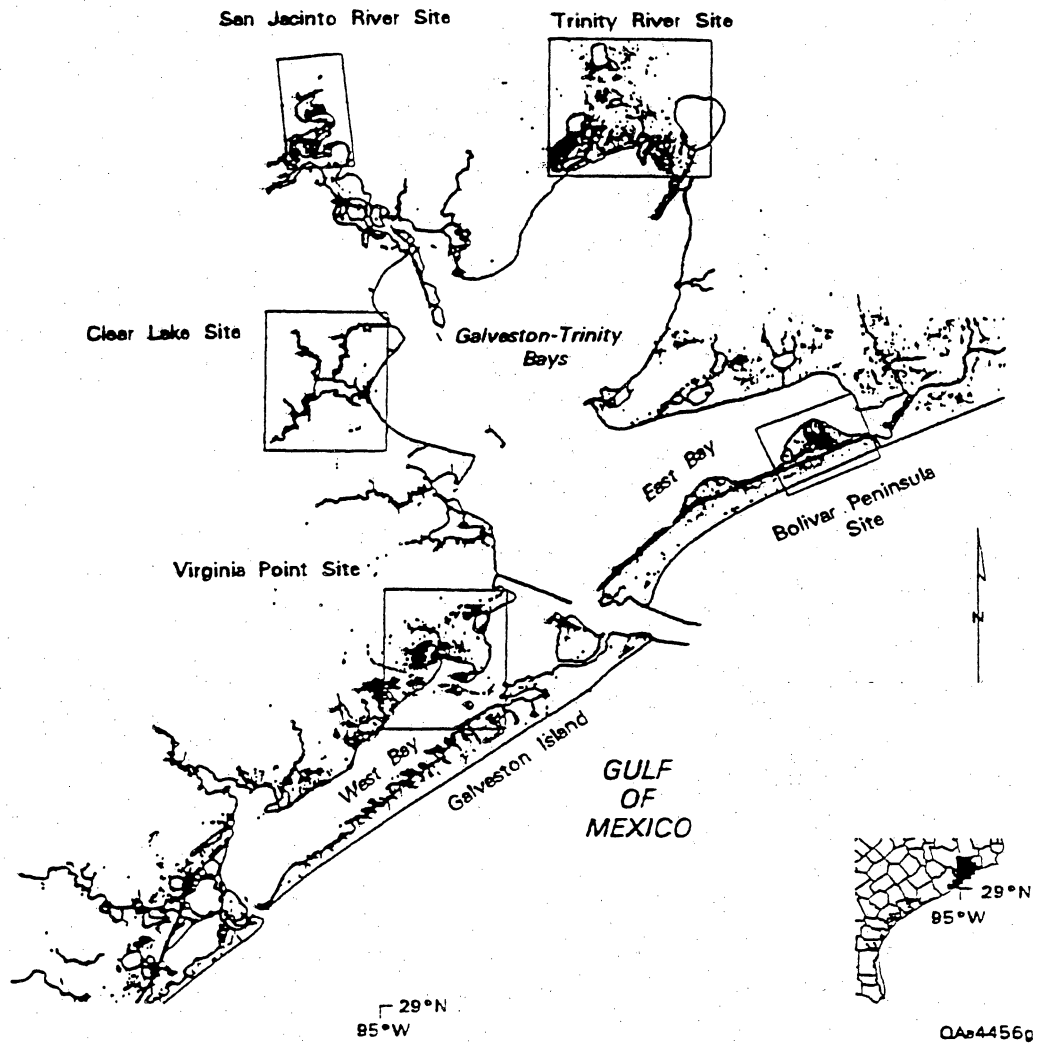 San Jacinto River Site
Trinity River Site
Clear Lake Site
Galveston-Trinity
Bays
East Bay
Bolivar Peninsula
Site
Virginia Point Site
N
West Bay
Galveston Island
GULF
OF
MEXICO
29°N
95°W
29°N
95°W
QAa4456g